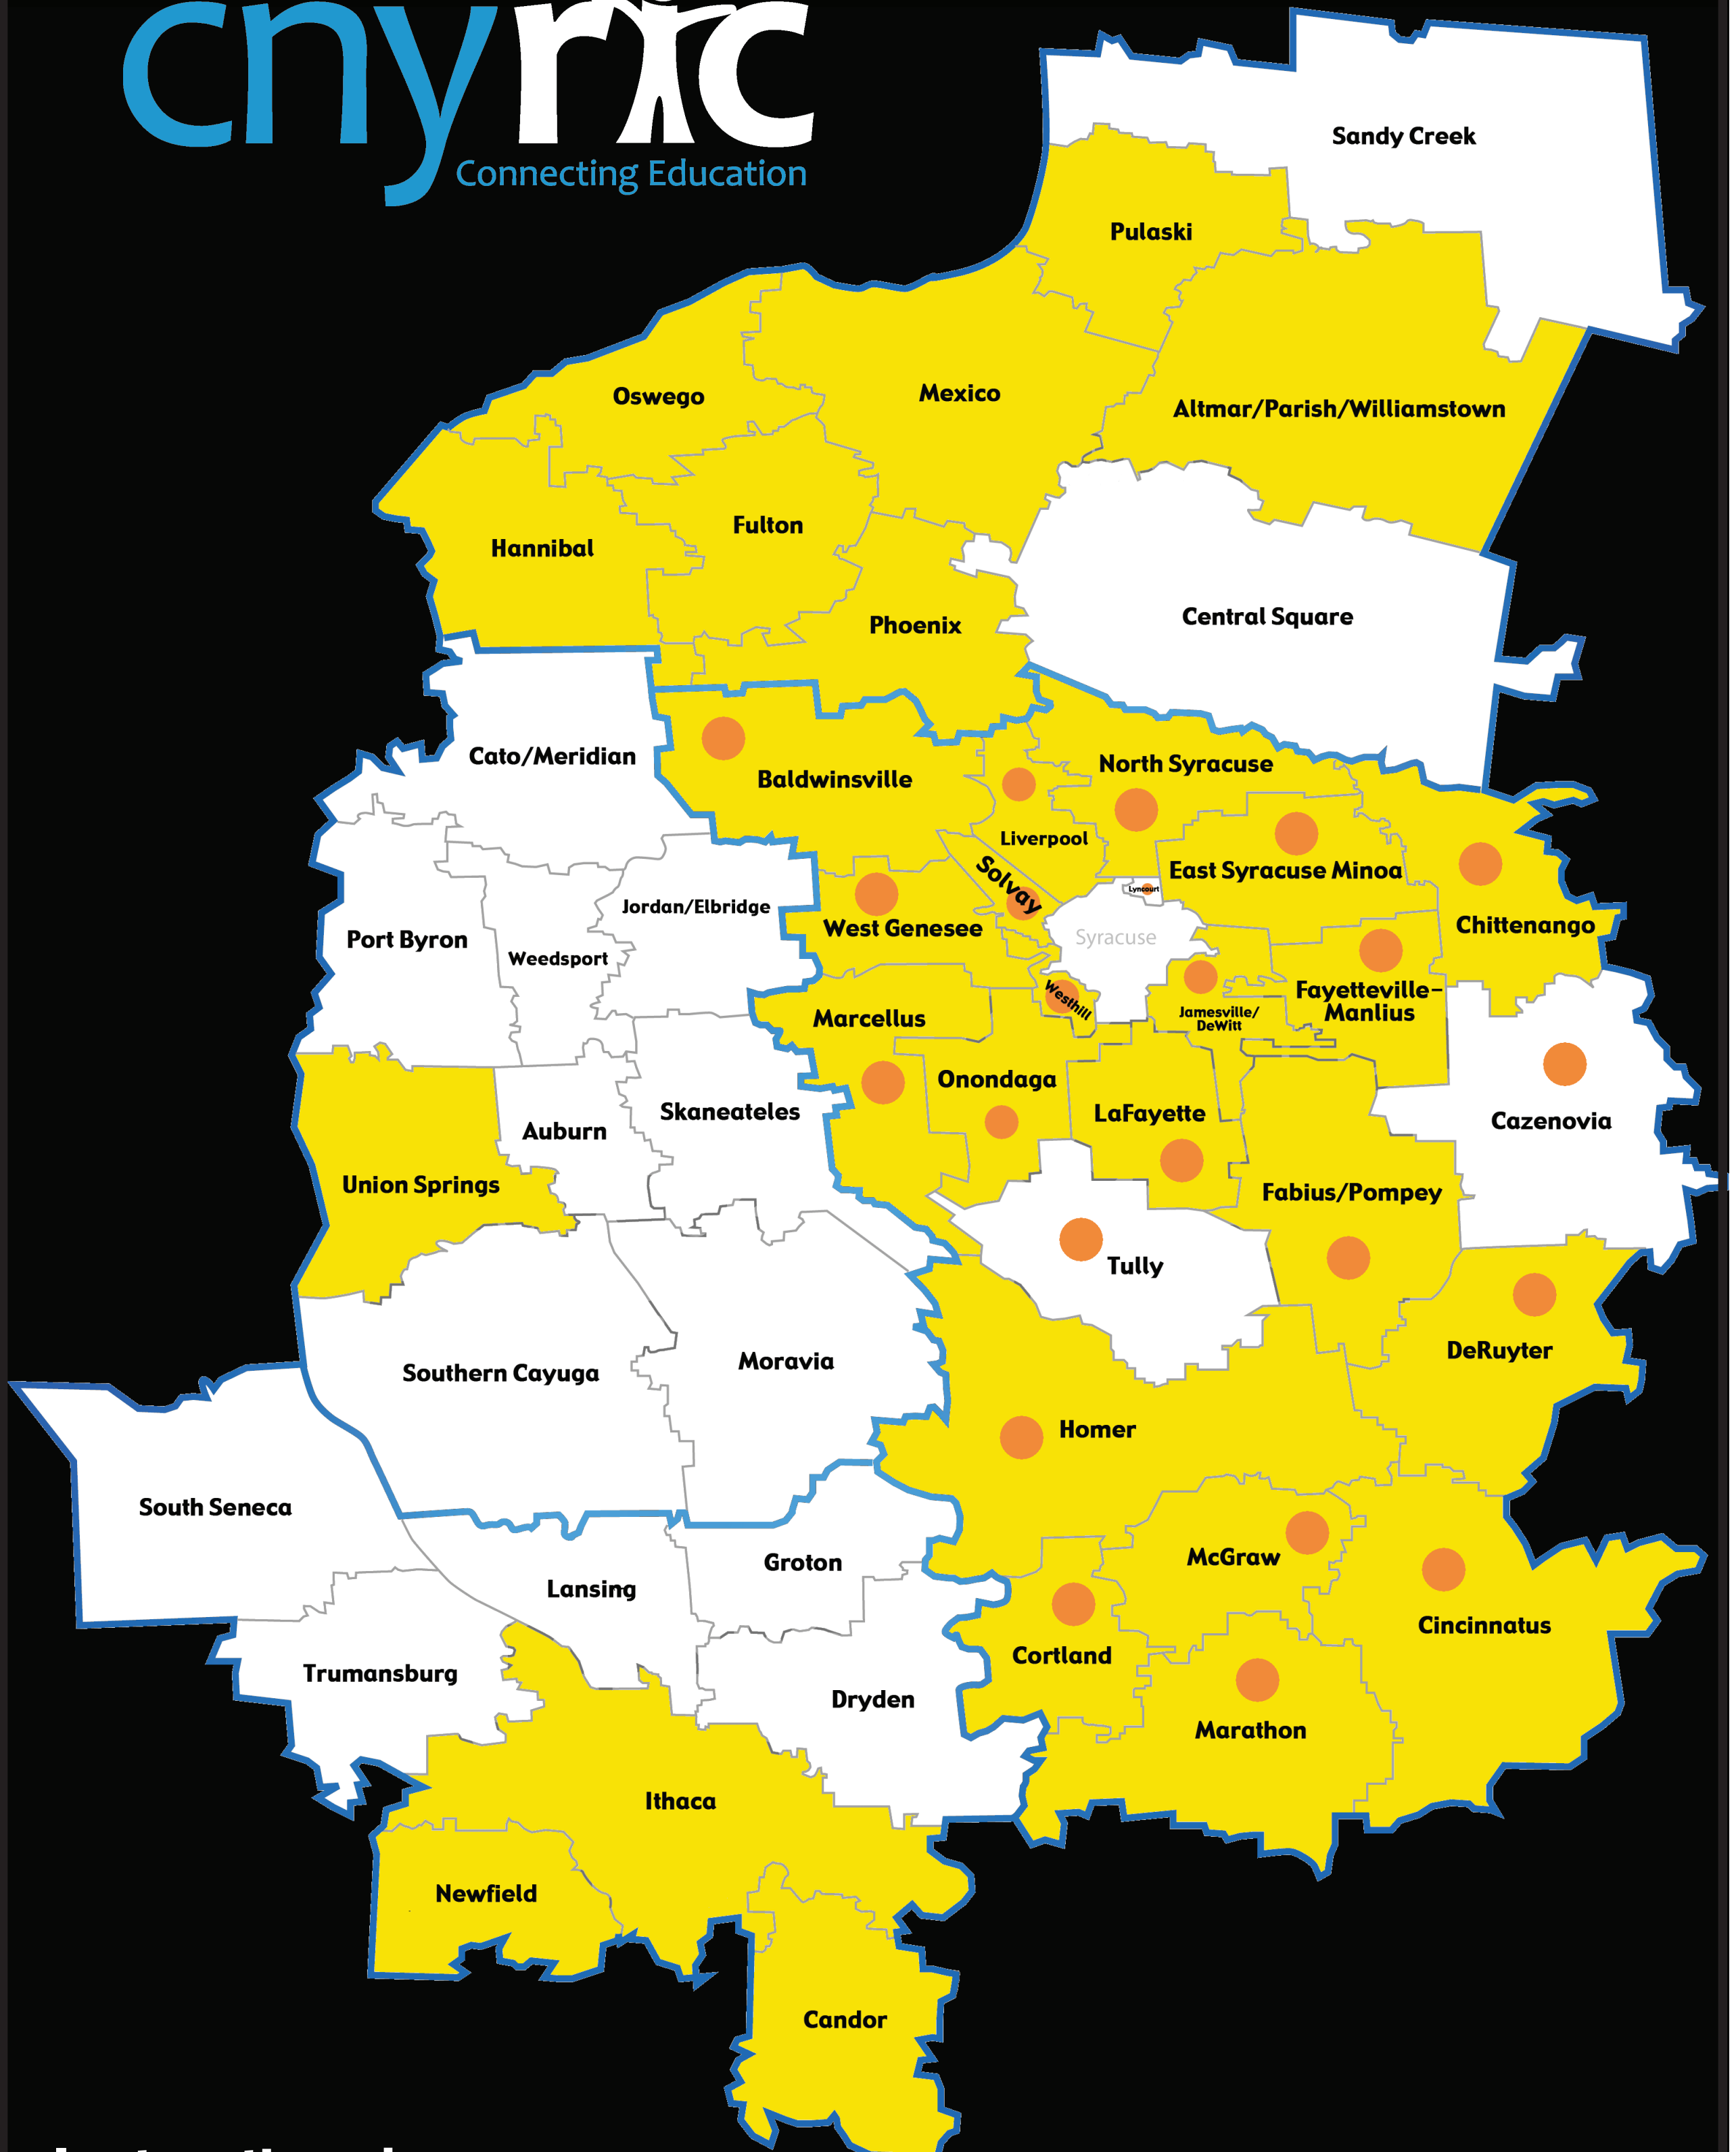 cnyric
Connecting Education
Sandy Creek
Pulaski
Oswego
Mexico
Altmar/Parish/Williamstown
Fulton
Hannibal
Phoenix
Central Square
Cato/Meridian
Baldwinsville
North Syracuse
Liverpool
East Syracuse Minoa
Solvay
Lyncourt
Jordan/Elbridge
West Genesee
Chittenango
Port Byron
Weedsport
Syracuse
Westhill
Fayetteville–
Manlius
Jamesville/
DeWitt
Marcellus
Onondaga
Skaneateles
LaFayette
Cazenovia
Auburn
Union Springs
Fabius/Pompey
Tully
DeRuyter
Southern Cayuga
Moravia
Homer
South Seneca
Groton
McGraw
Lansing
Cincinnatus
Cortland
Trumansburg
Dryden
Marathon
Ithaca
Newfield
Candor